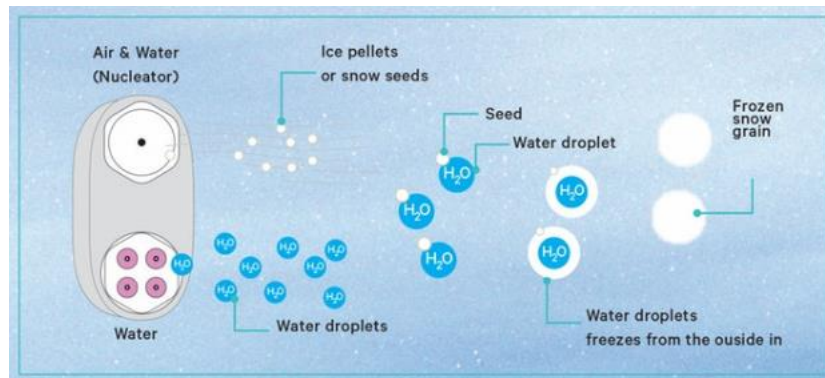 Air & Water
(Nucleator)
Ice pellets
or snow seeds
Seed
Water droplet
Frozen
snow
grain
H₂O
H₂O
H₂O
H₂O
H₂O
H₂O
H₂O
H₂O
H₂O
H₂O
H₂O
H₂O
H₂O
H₂O
Water
Water droplets
Water droplets
freezes from the ouside in